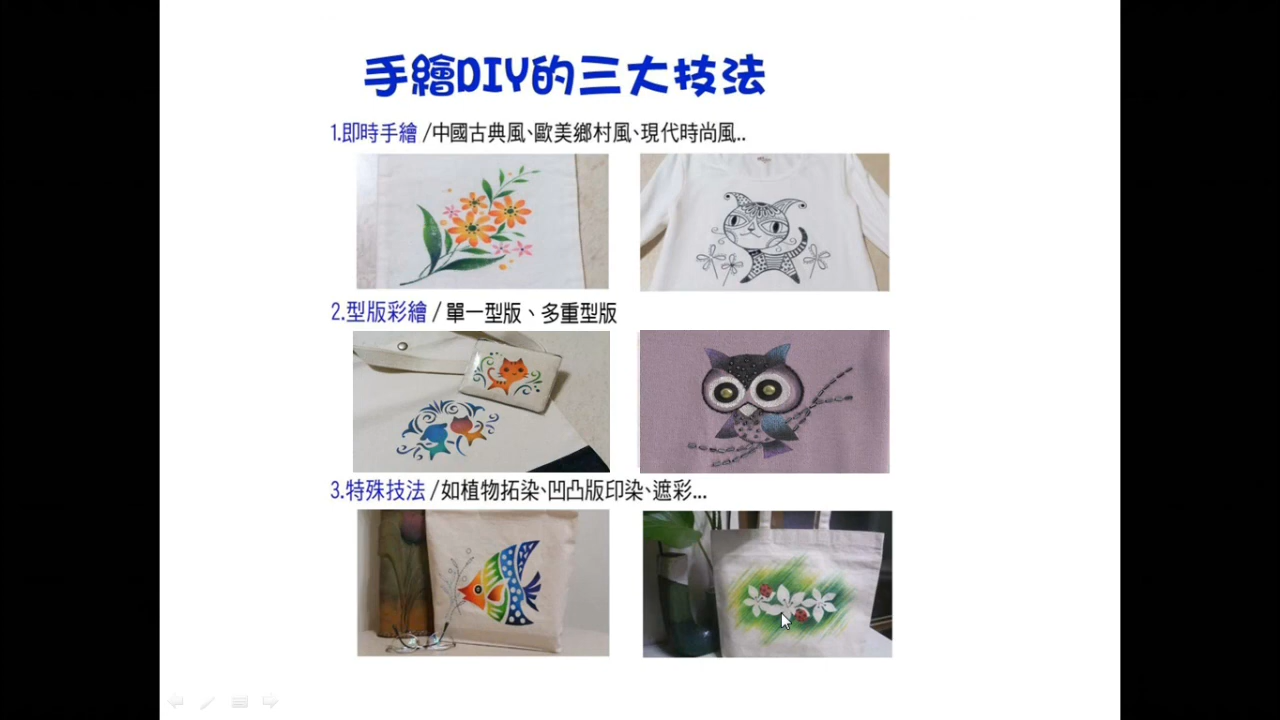 手繪DIY的三大技法
1.即時手繪 /中國古典風、歐美鄉村風、現代時尚風..
2.型版彩繪 / 單一型版、多重型版
3.特殊技法 /如植物拓染、凹凸版印染、遮彩...